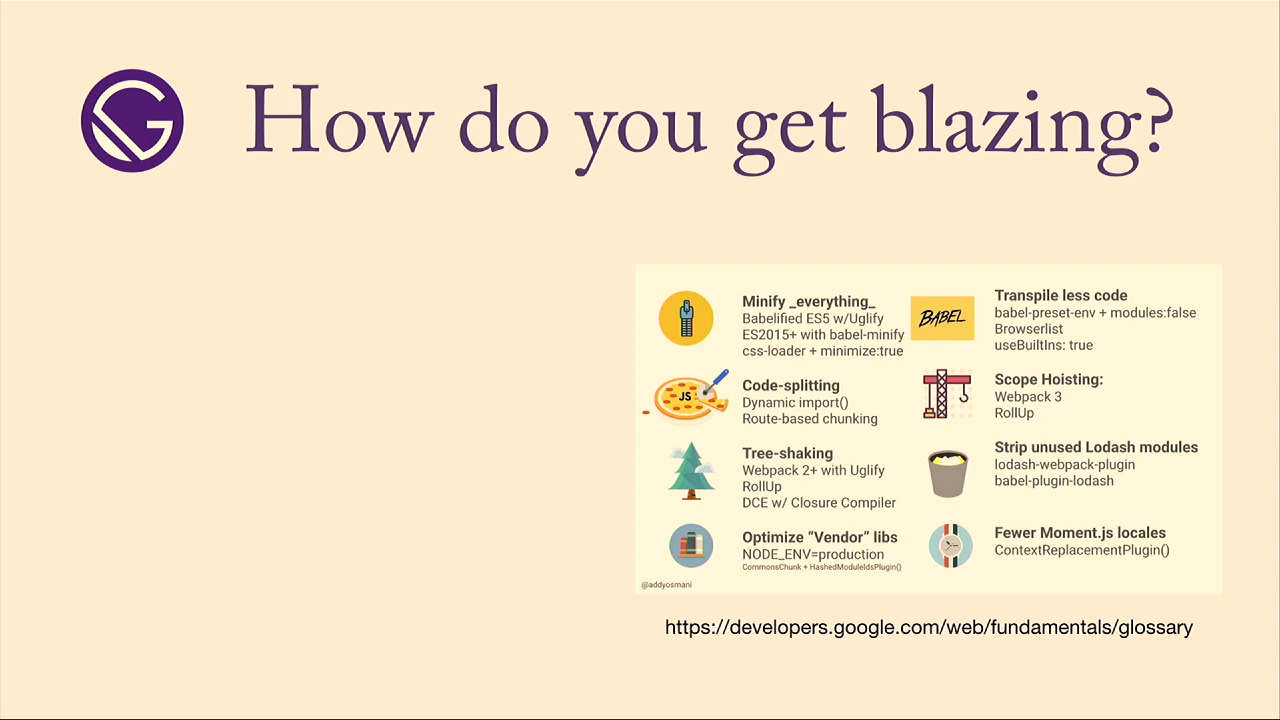 How do you get blazing?
Minify _everything_
Babelified ES5 w/Uglify
ES2015+ with babel-minify
css-loader + minimize:true
Code-splitting
Dynamic import()
Route-based chunking
JS
Tree-shaking
Webpack 2+ with Uglify
RollUp
DCE w/ Closure Compiler
Optimize “Vendor” libs
NODE_ENV=production
CommonsChunk + HashedModuleIdsPlugin()
@addyosmani
BABEL
Transpile less code
babel-preset-env + modules:false
Browserlist
useBuiltIns: true
Scope Hoisting:
Webpack 3
RollUp
Strip unused Lodash modules
lodash-webpack-plugin
babel-plugin-lodash
Fewer Moment.js locales
ContextReplacementPlugin()
https://developers.google.com/web/fundamentals/glossary